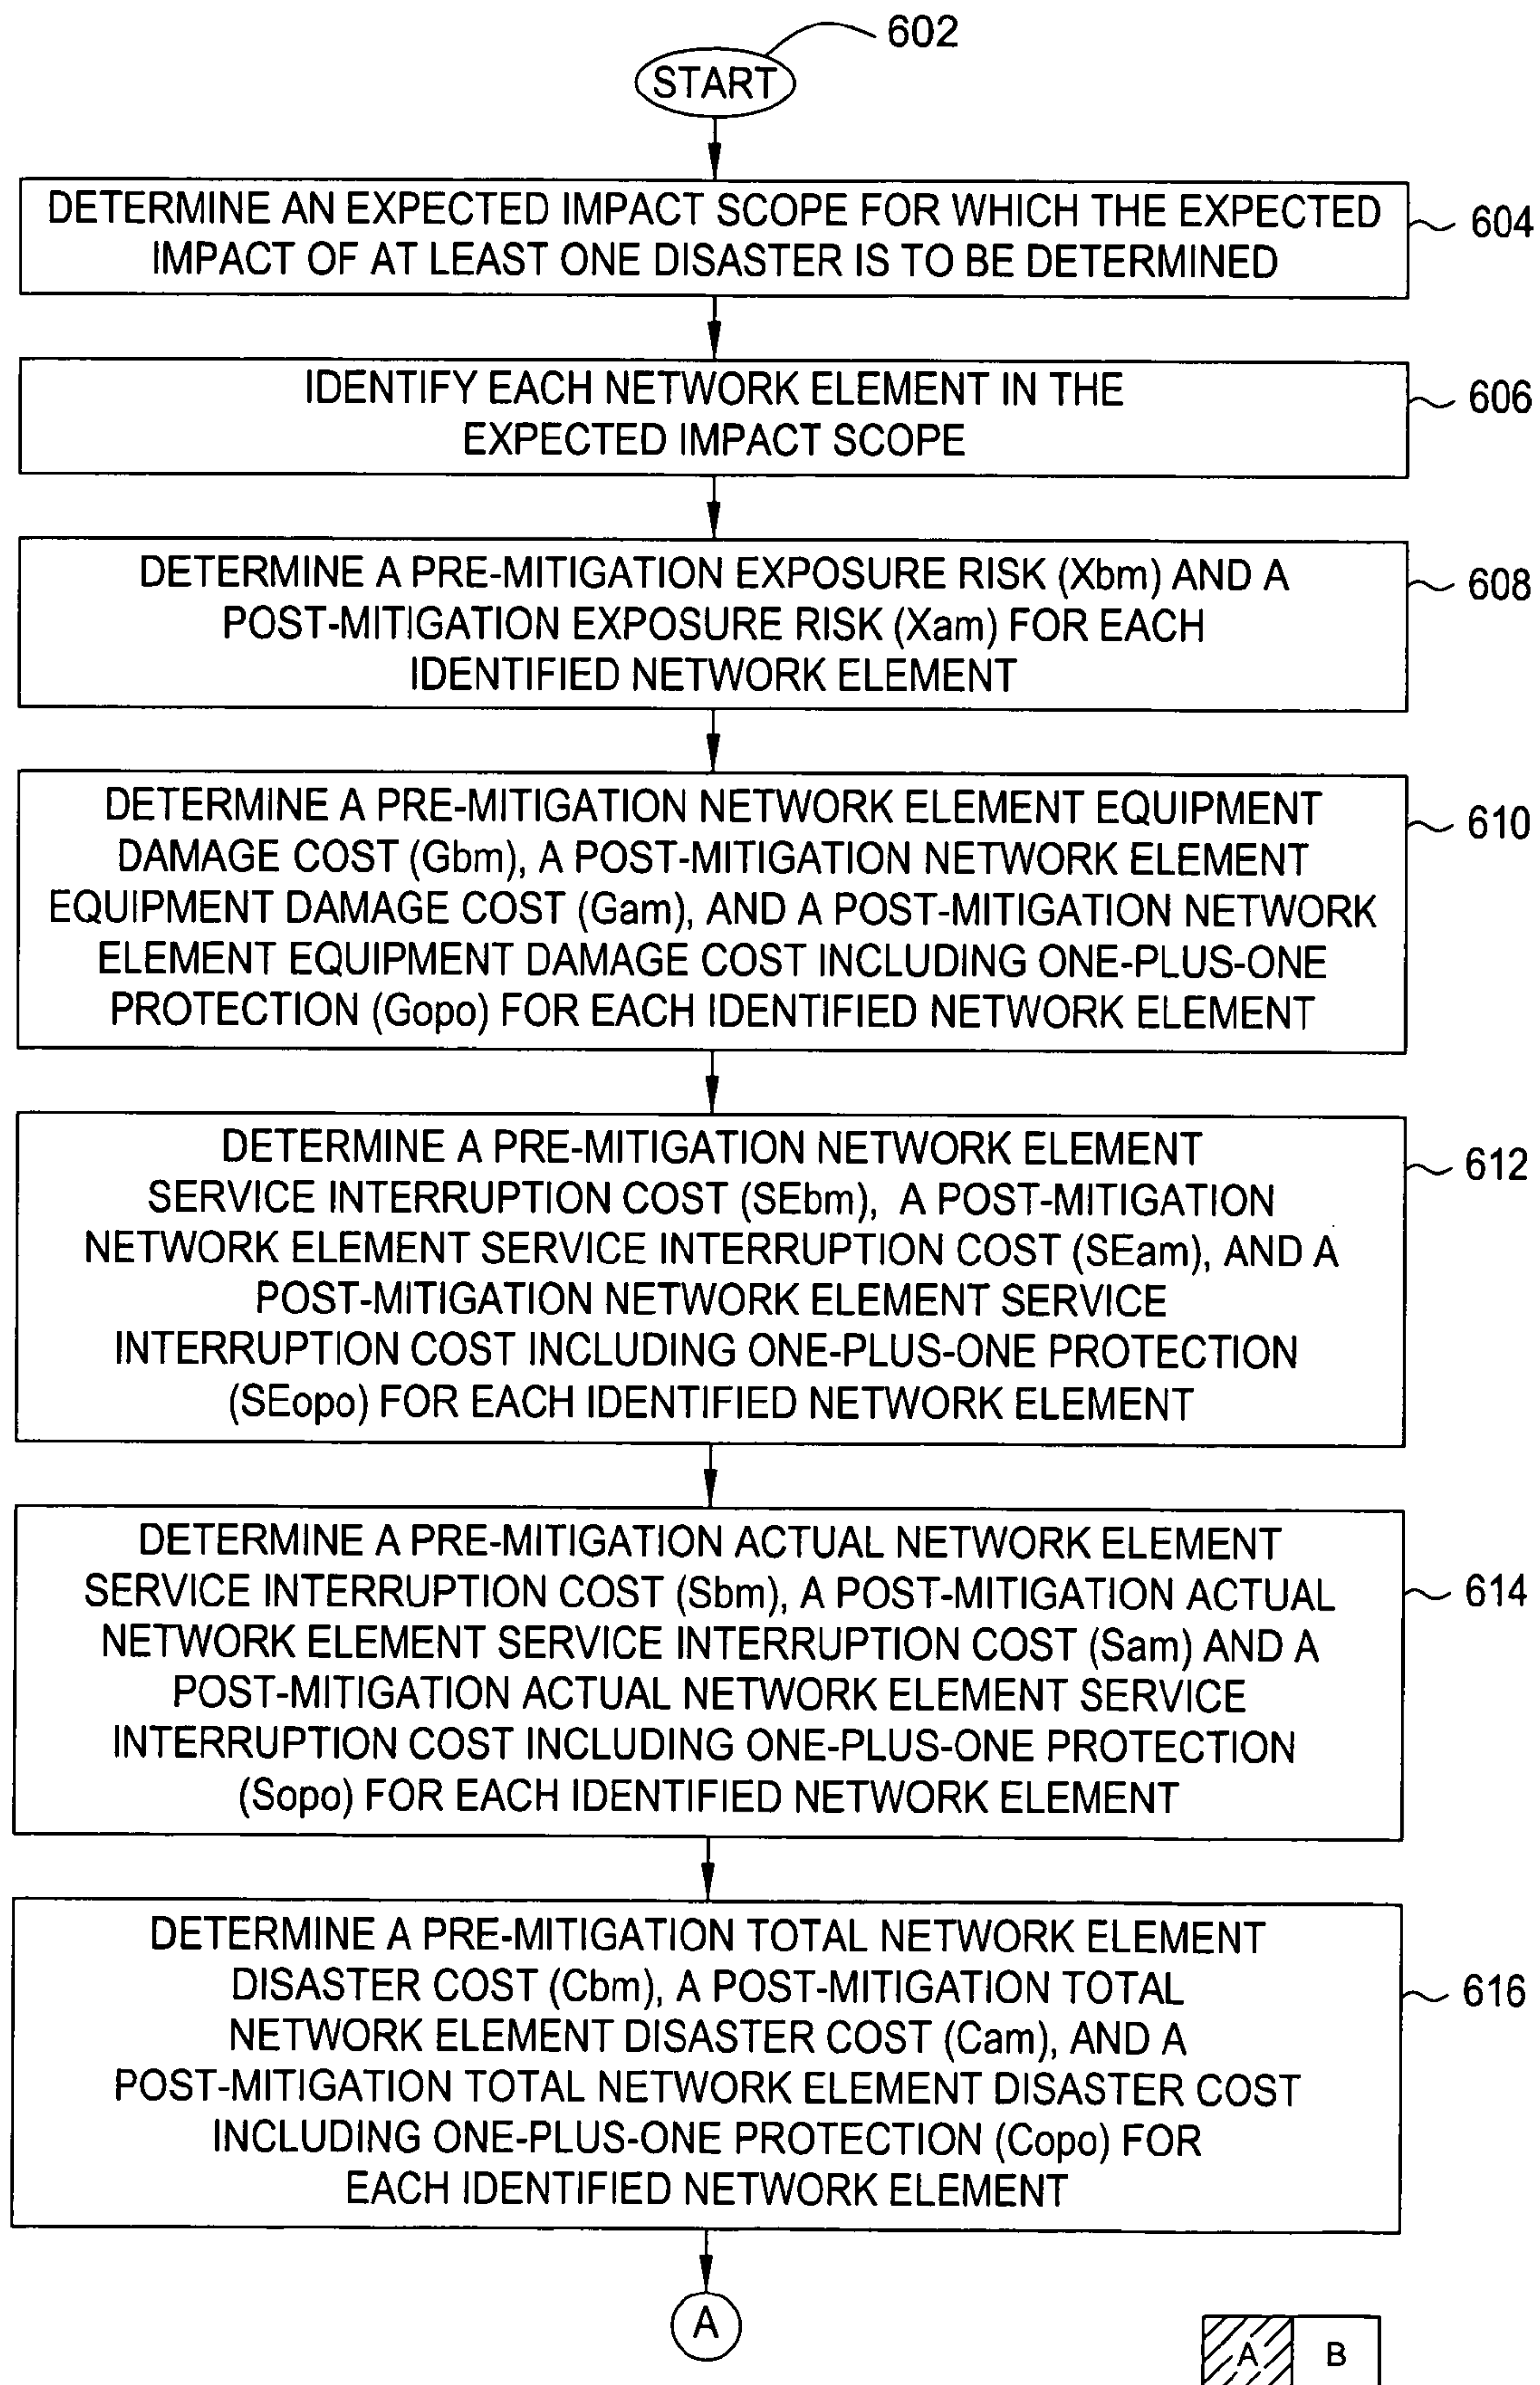 602
START
DETERMINE AN EXPECTED IMPACT SCOPE FOR WHICH THE EXPECTED
IMPACT OF AT LEAST ONE DISASTER IS TO BE DETERMINED
604
IDENTIFY EACH NETWORK ELEMENT IN THE
EXPECTED IMPACT SCOPE
606
DETERMINE A PRE-MITIGATION EXPOSURE RISK (Xbm) AND A
POST-MITIGATION EXPOSURE RISK (Xam) FOR EACH
IDENTIFIED NETWORK ELEMENT
608
DETERMINE A PRE-MITIGATION NETWORK ELEMENT EQUIPMENT
DAMAGE COST (Gbm), A POST-MITIGATION NETWORK ELEMENT
EQUIPMENT DAMAGE COST (Gam), AND A POST-MITIGATION NETWORK
ELEMENT EQUIPMENT DAMAGE COST INCLUDING ONE-PLUS-ONE
PROTECTION (Gopo) FOR EACH IDENTIFIED NETWORK ELEMENT
610
DETERMINE A PRE-MITIGATION NETWORK ELEMENT
SERVICE INTERRUPTION COST (SEbm), A POST-MITIGATION
NETWORK ELEMENT SERVICE INTERRUPTION COST (SEam), AND A
POST-MITIGATION NETWORK ELEMENT SERVICE
INTERRUPTION COST INCLUDING ONE-PLUS-ONE PROTECTION
(SEopo) FOR EACH IDENTIFIED NETWORK ELEMENT
612
DETERMINE A PRE-MITIGATION ACTUAL NETWORK ELEMENT
SERVICE INTERRUPTION COST (Sbm), A POST-MITIGATION ACTUAL
NETWORK ELEMENT SERVICE INTERRUPTION COST (Sam) AND A
POST-MITIGATION ACTUAL NETWORK ELEMENT SERVICE
INTERRUPTION COST INCLUDING ONE-PLUS-ONE PROTECTION
(Sopo) FOR EACH IDENTIFIED NETWORK ELEMENT
614
DETERMINE A PRE-MITIGATION TOTAL NETWORK ELEMENT
DISASTER COST (Cbm), A POST-MITIGATION TOTAL
NETWORK ELEMENT DISASTER COST (Cam), AND A
POST-MITIGATION TOTAL NETWORK ELEMENT DISASTER COST
INCLUDING ONE-PLUS-ONE PROTECTION (Copo) FOR
EACH IDENTIFIED NETWORK ELEMENT
616
A
A B